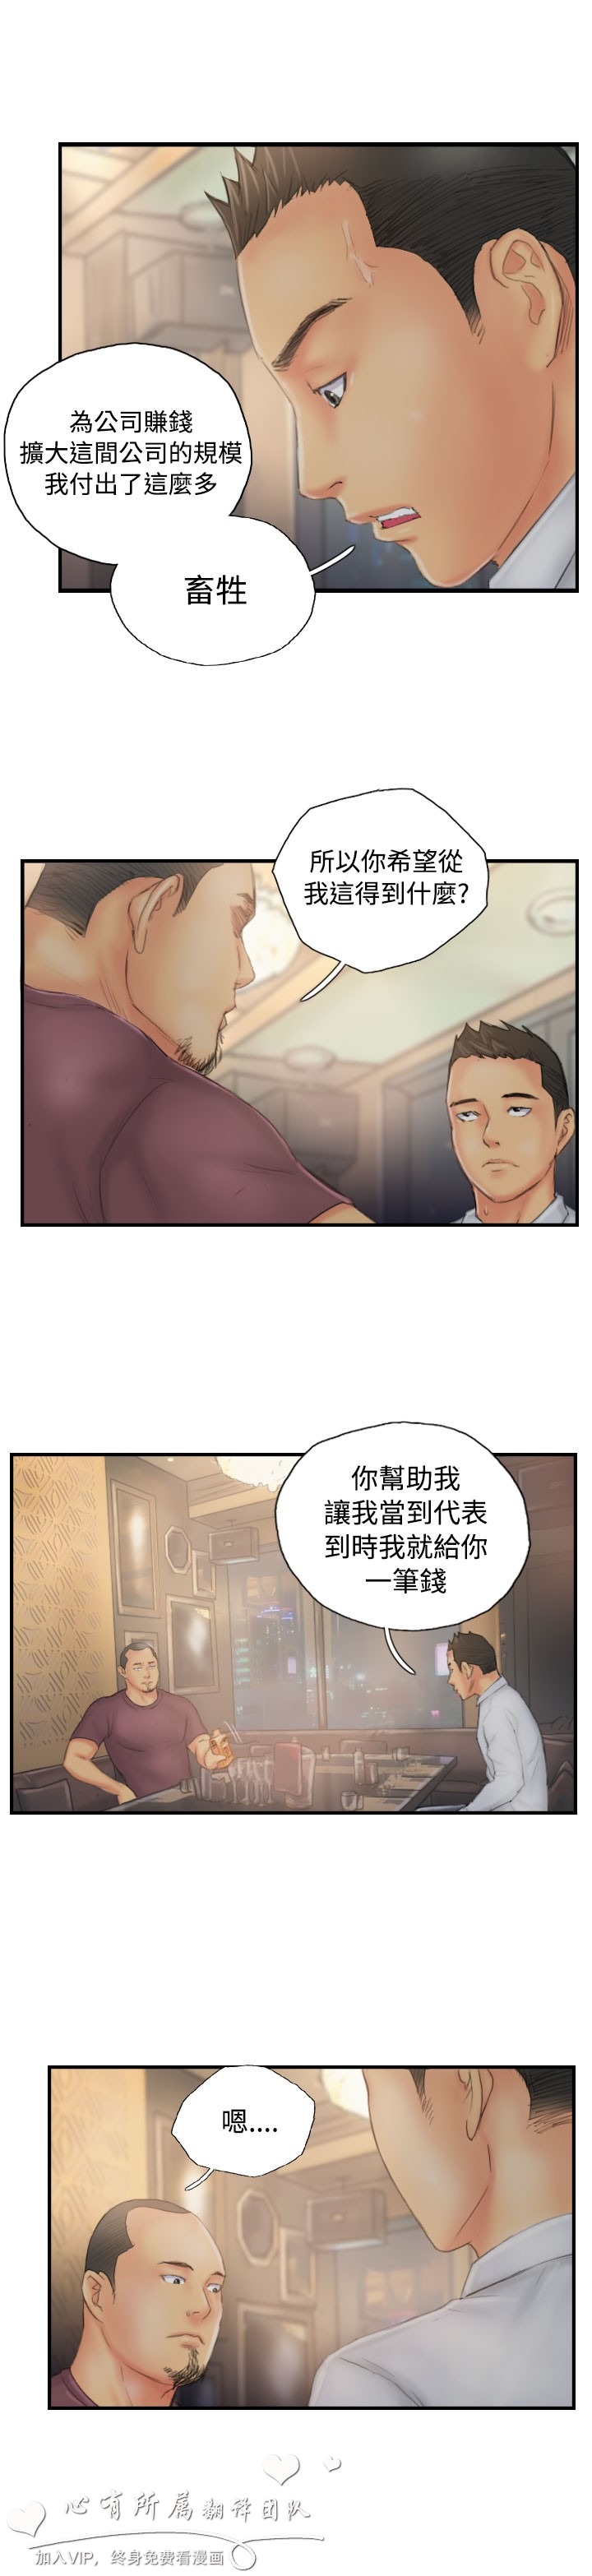 為公司賺錢
擴大這間公司的規模
我付出了這麼多
畜牲
所以你希望從
我這得到什麼?
你幫助我
讓我當到代表
到時我就給你
一筆錢
嗯....
心有所属翻译团队
加入VIP，终身免费看漫画